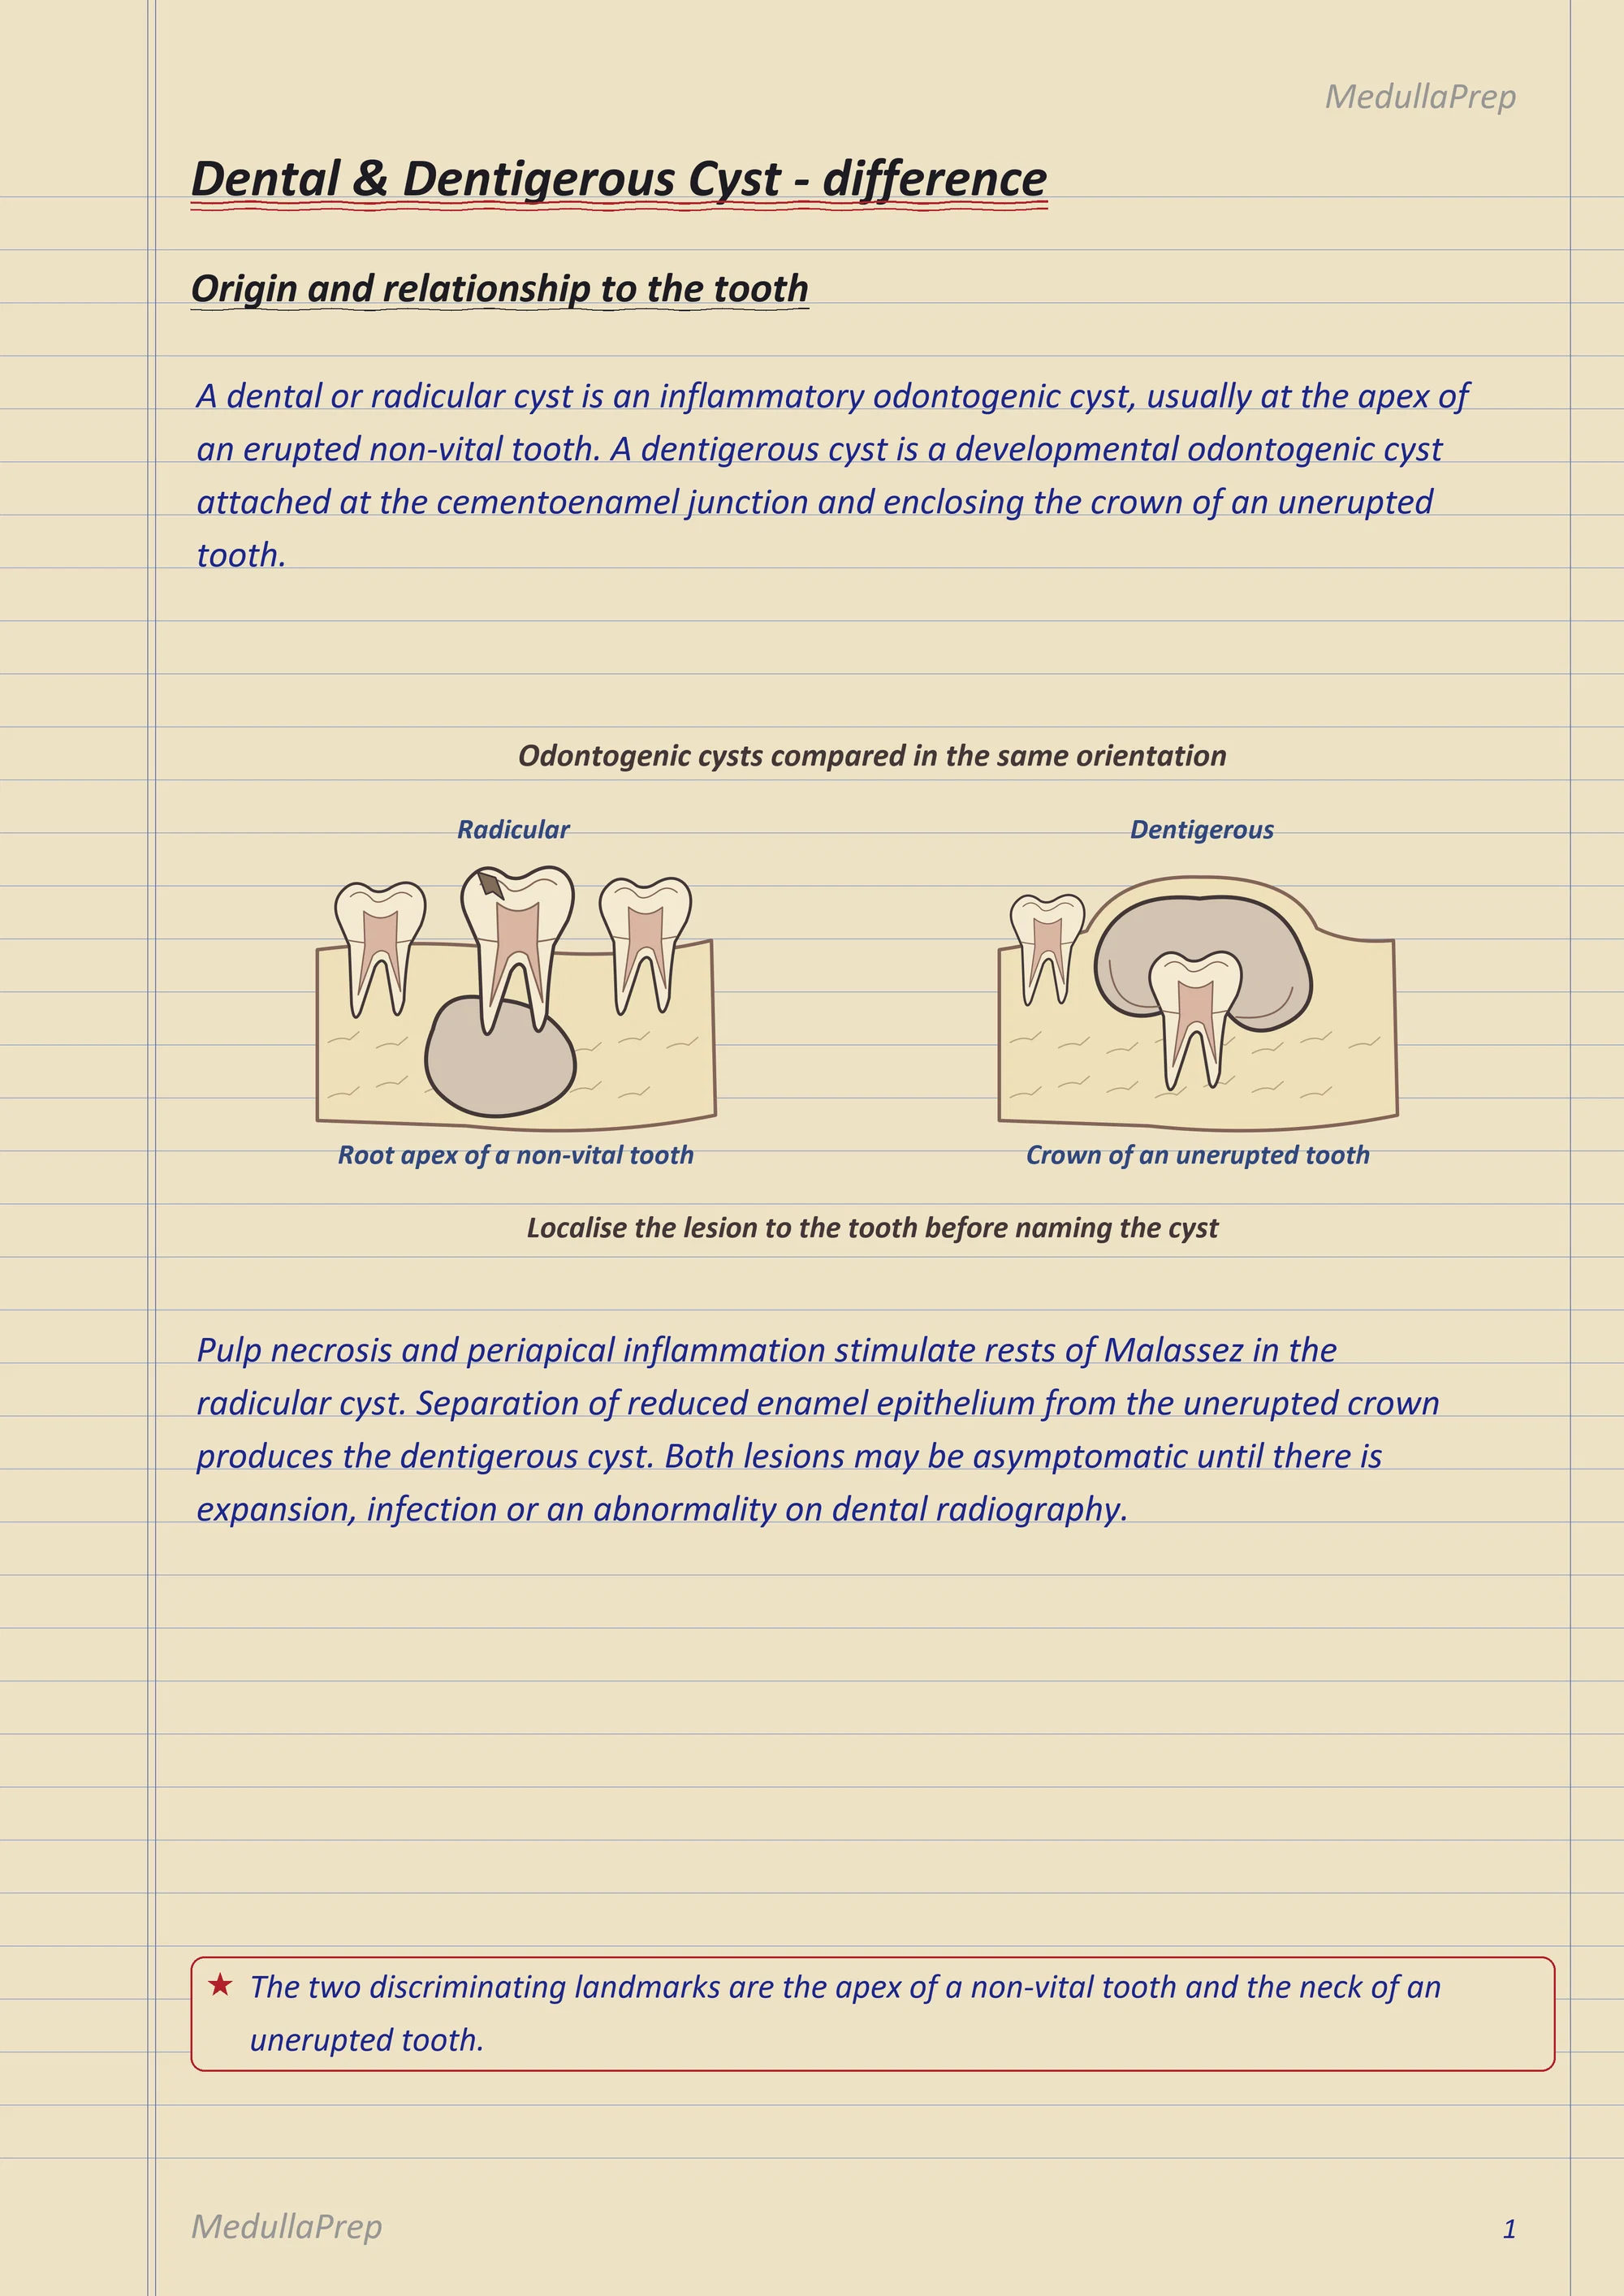 MedullaPrep
Dental & Dentigerous Cyst - difference
Origin and relationship to the tooth
A dental or radicular cyst is an inflammatory odontogenic cyst, usually at the apex of
an erupted non-vital tooth. A dentigerous cyst is a developmental odontogenic cyst
attached at the cementoenamel junction and enclosing the crown of an unerupted
tooth.
Odontogenic cysts compared in the same orientation
Radicular
Dentigerous
Root apex of a non-vital tooth
Crown of an unerupted tooth
Localise the lesion to the tooth before naming the cyst
Pulp necrosis and periapical inflammation stimulate rests of Malassez in the
radicular cyst. Separation of reduced enamel epithelium from the unerupted crown
produces the dentigerous cyst. Both lesions may be asymptomatic until there is
expansion, infection or an abnormality on dental radiography.
★ The two discriminating landmarks are the apex of a non-vital tooth and the neck of an
unerupted tooth.
MedullaPrep
1